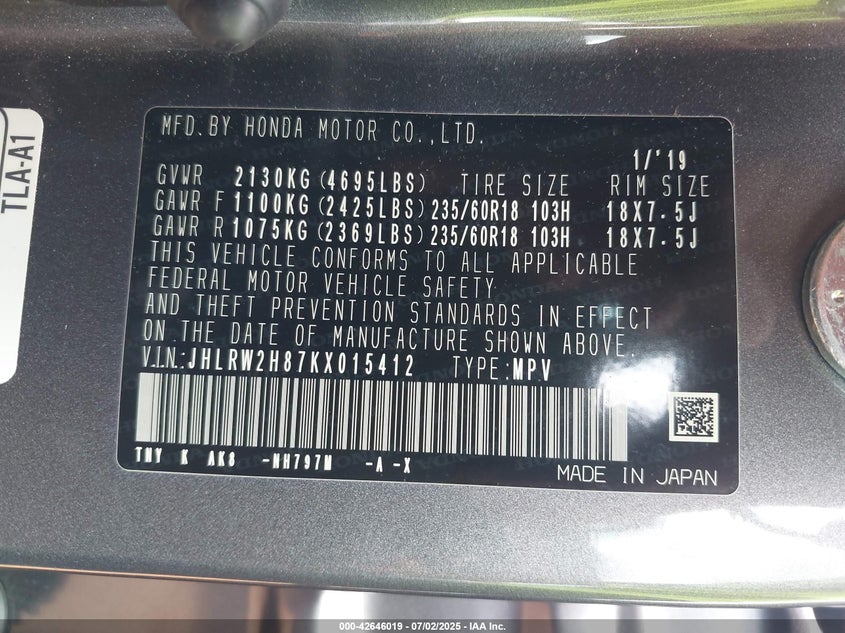 TLA-A1
MFD. BY HONDA MOTOR CO.,LTD.
1/'19
GVWR 2130KG (4695LBS) TIRE SIZE RIM SIZE
GAWR F 1100KG (2425LBS) 235/60R18 103H 18X7.5J
GAWR R 1075KG (2369LBS) 235/60R18 103H 18X7.5J
THIS VEHICLE CONFORMS TO ALL APPLICABLE
FEDERAL MOTOR VEHICLE SAFETY
AND THEFT PREVENTION STANDARDS IN EFFECT
ON THE DATE OF MANUFACTURE SHOWN ABOVE.
V.I.N.:JHLRW2H87KX015412 TYPE:MPV
TNY K AK8 -NH797M -A -X
MADE IN JAPAN
000-42646019 - 07/02/2025 - IAA Inc.